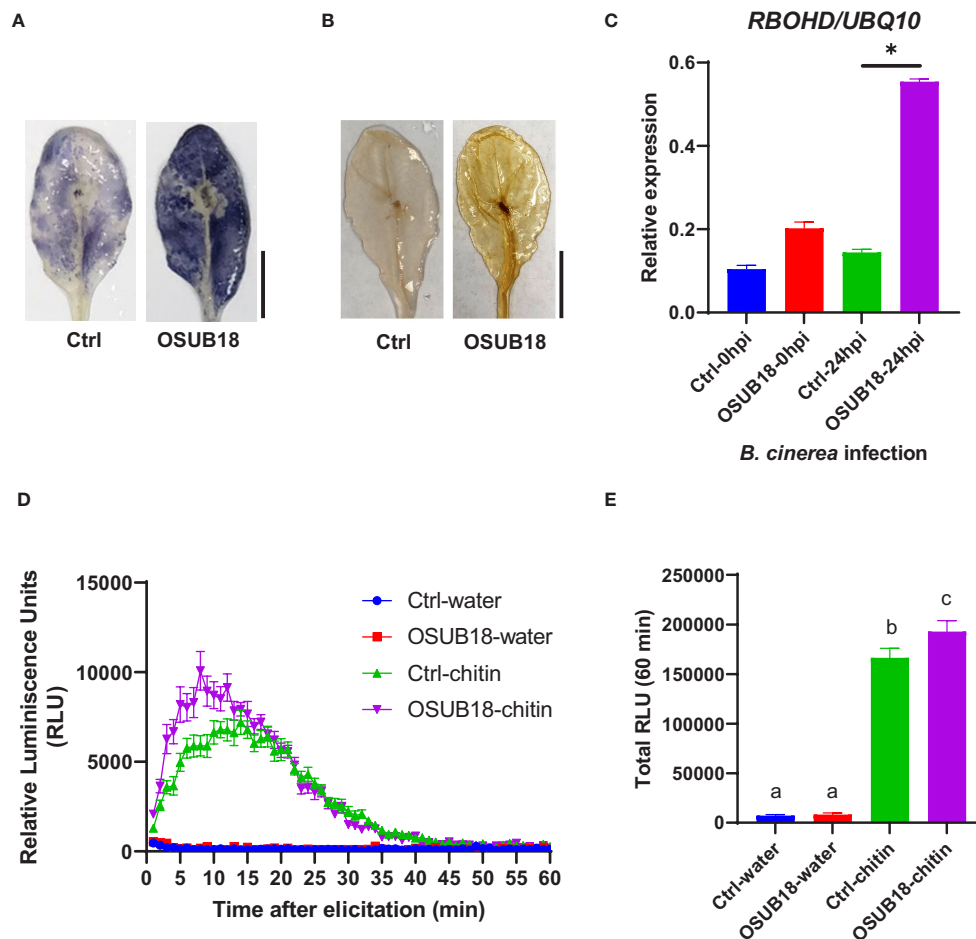 A
Ctrl
OSUB18
B
Ctrl
OSUB18
C
RBOHD/UBQ10
Relative expression
0.6
0.4
0.2
0.0
*
Ctrl-0hpi
OSUB18-0hpi
Ctrl-24hpi
OSUB18-24hpi
B. cinerea infection
D
Relative Luminiscence Units
(RLU)
15000
10000
5000
0
Ctrl-water
OSUB18-water
Ctrl-chitin
OSUB18-chitin
0 5 10 15 20 25 30 35 40 45 50 55 60
Time after elicitation (min)
E
Total RLU (60 min)
250000
200000
150000
100000
50000
0
a
a
b
c
Ctrl-water
OSUB18-water
Ctrl-chitin
OSUB18-chitin